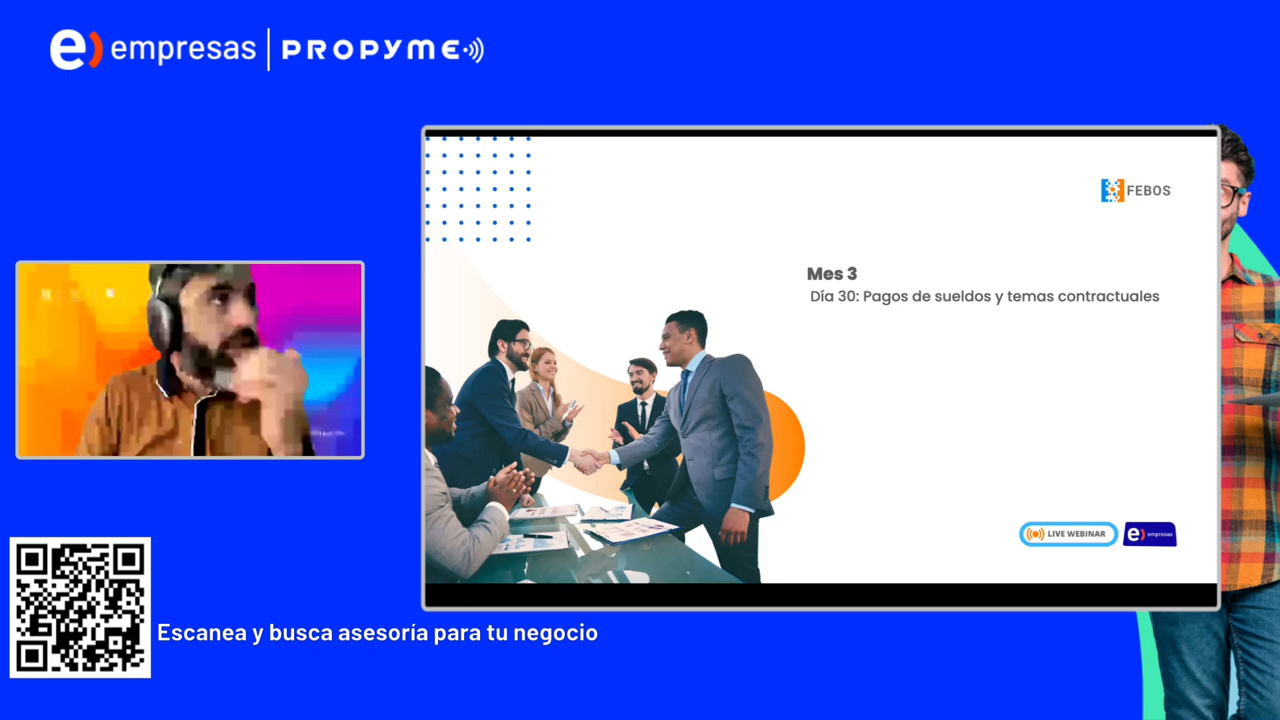 e) empresas | PROPYME
FEBOS
Mes 3
Día 30: Pagos de sueldos y temas contractuales
LIVE WEBINAR
e) empresas
Escanea y busca asesoría para tu negocio